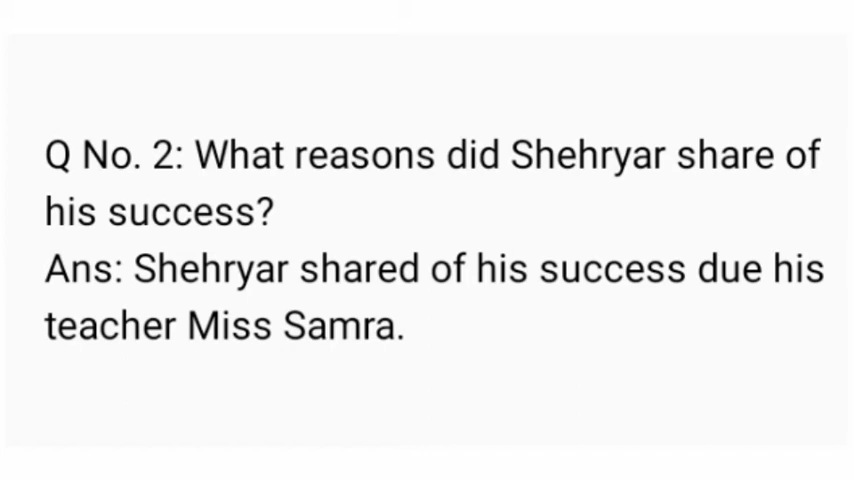 Q No. 2: What reasons did Shehryar share of
his success?
Ans: Shehryar shared of his success due his
teacher Miss Samra.